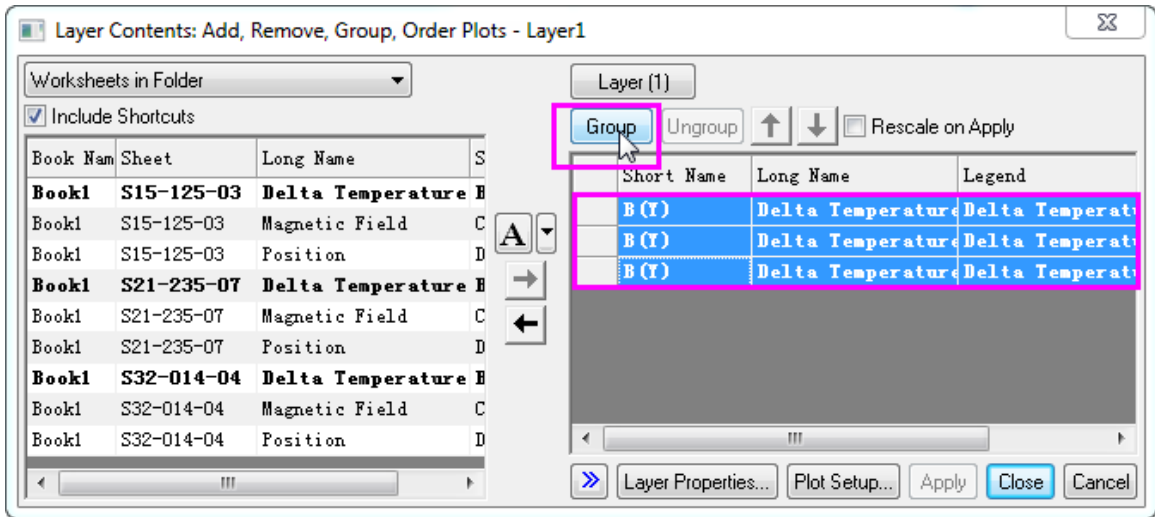 Layer Contents: Add, Remove, Group, Order Plots - Layer1
Worksheets in Folder
Include Shortcuts
Book Nam Sheet Long Name S
Book1 S15-125-03 Delta Temperature B
Book1 S15-125-03 Magnetic Field C
Book1 S15-125-03 Position D
Book1 S21-235-07 Delta Temperature B
Book1 S21-235-07 Magnetic Field C
Book1 S21-235-07 Position D
Book1 S32-014-04 Delta Temperature B
Book1 S32-014-04 Magnetic Field C
Book1 S32-014-04 Position D
A
Layer (1)
Group Ungroup Rescale on Apply
Short Name Long Name Legend
B(Y) Delta Temperature Delta Temperatu
B(Y) Delta Temperature Delta Temperatu
B(Y) Delta Temperature Delta Temperatu
Layer Properties... Plot Setup... Apply Close Cancel